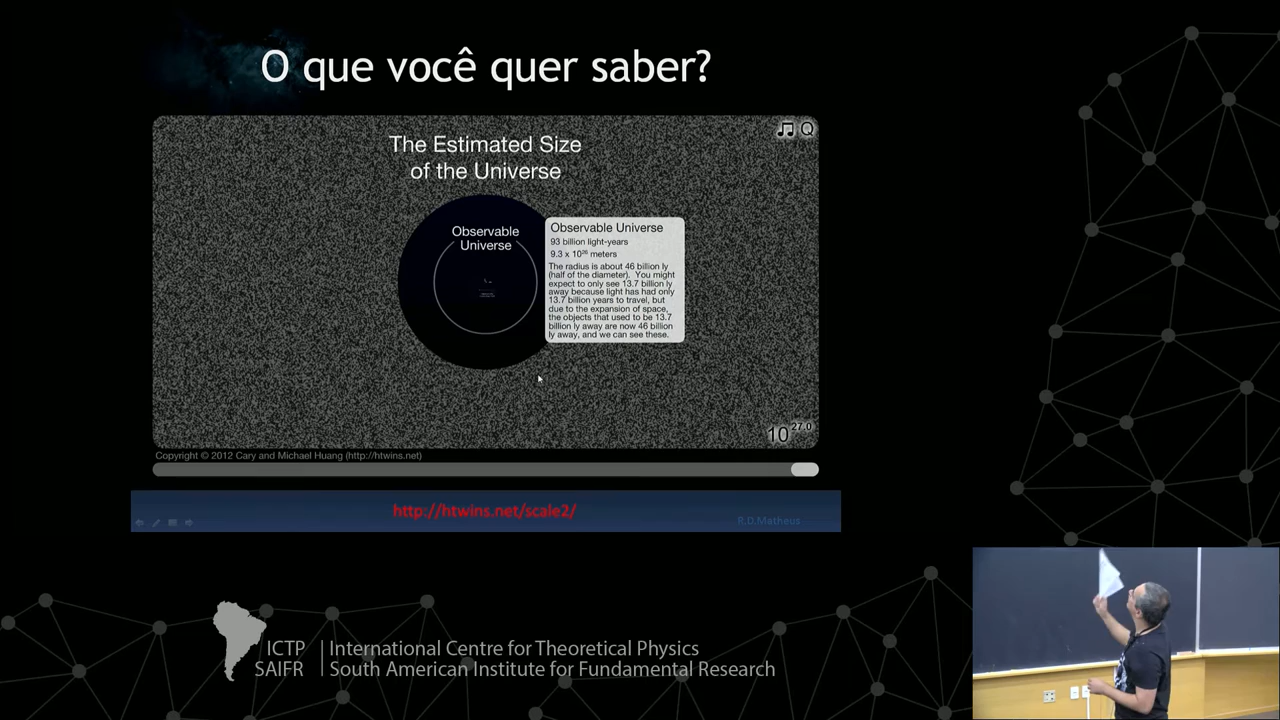 O que você quer saber?
The Estimated Size
of the Universe
Observable
Universe
Observable Universe
93 billion light-years
9.3 x 10²⁶ meters
The radius is about 46 billion ly
(half of the diameter). You might
expect to only see 13.7 billion ly
away because light has had only
13.7 billion years to travel, but
due to the expansion of space,
the objects that used to be 13.7
billion ly away are now 46 billion
ly away, and we can see these.
10²⁷·⁰
Copyright © 2012 Cary and Michael Huang (http://htwins.net)
http://htwins.net/scale2/
R.D.Matheus
ICTP
SAIFR
International Centre for Theoretical Physics
South American Institute for Fundamental Research